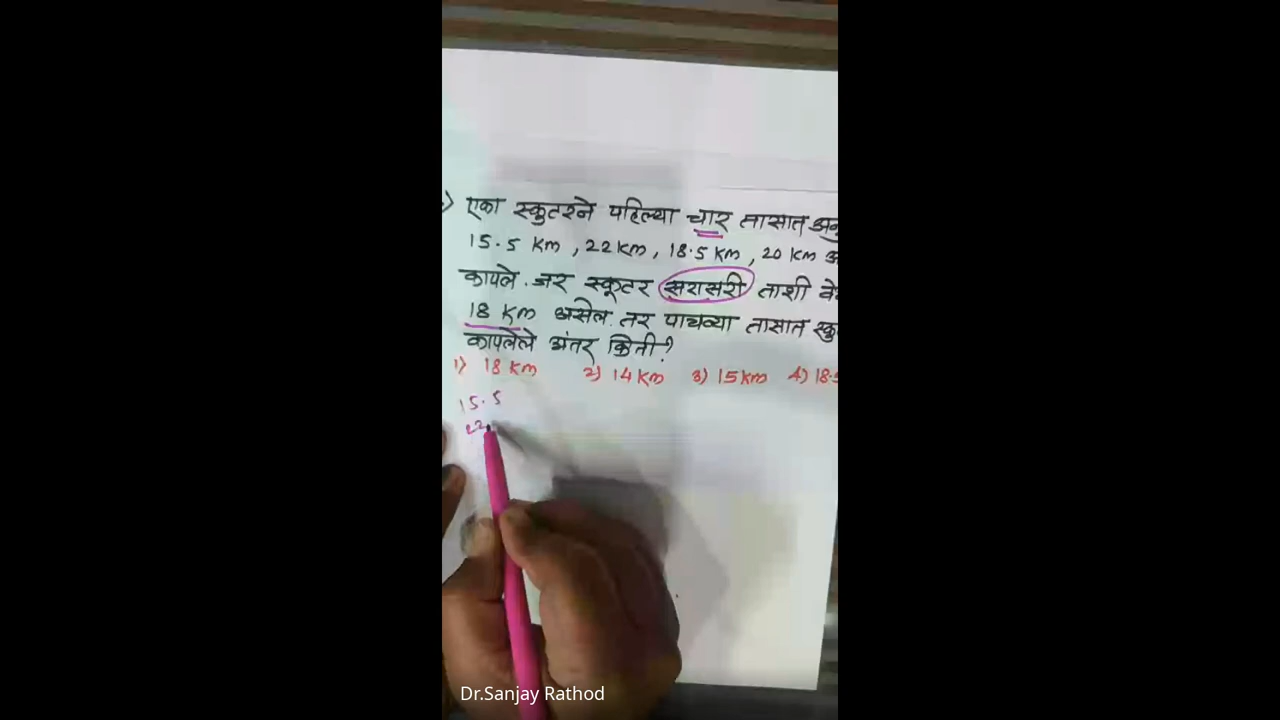 एका स्कुटरने पहिल्या चार तासात
15.5 Km , 22 Km , 18.5 Km , 20 Km
कापले. जर स्कूटर सरासरी ताशी
18 Km असेल. तर पाचव्या तासात
कापलेले अंतर किती?
1) 18 Km 2) 14 Km 3) 15 Km 4)
15.5
22
Dr.Sanjay Rathod